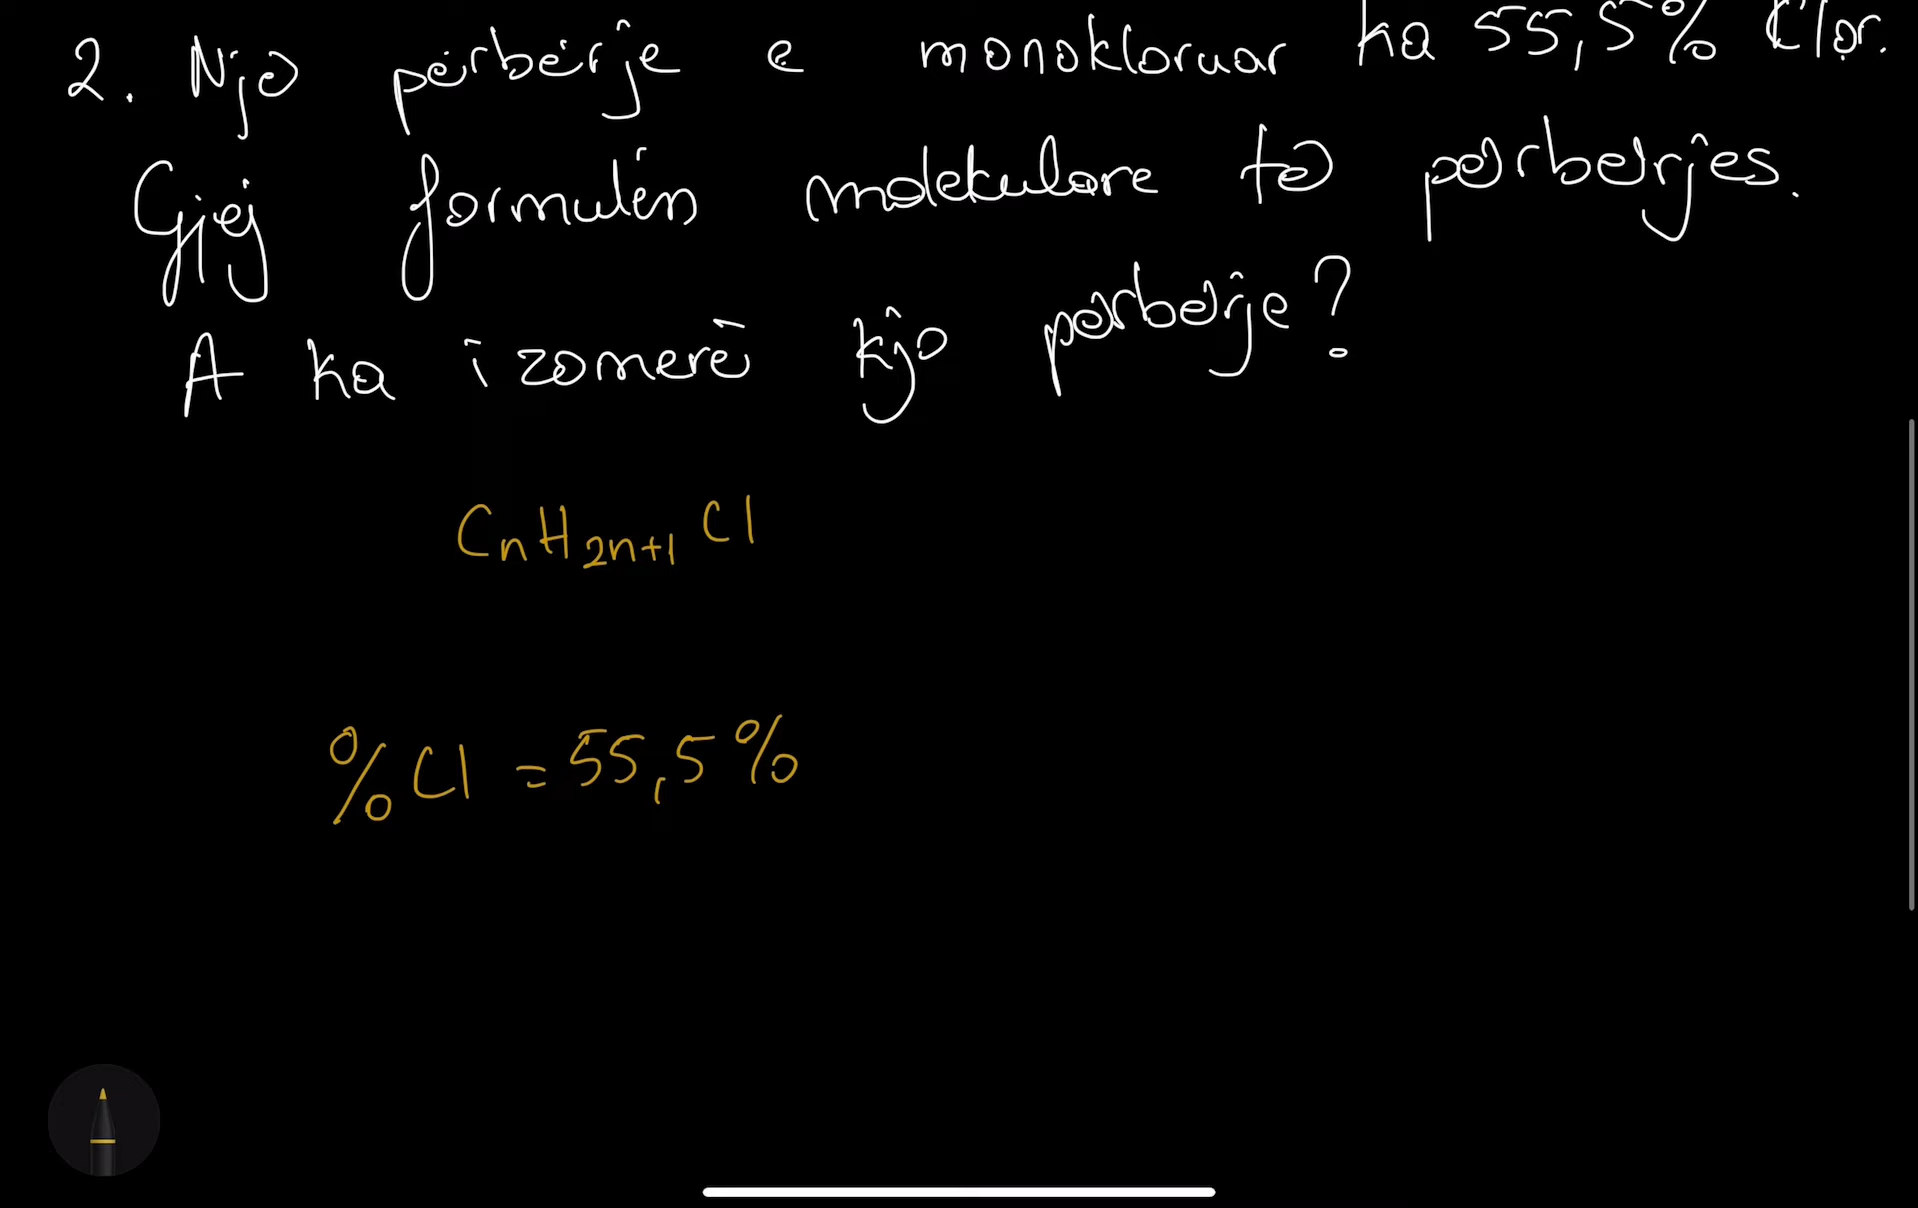 2. Një përbërje e monokloruar ka 55,5% klor.
Gjej formulën molekulare të përbërjes.
A ka izomerë kjo përbërje?
CnH2n+1 Cl
%Cl = 55,5%